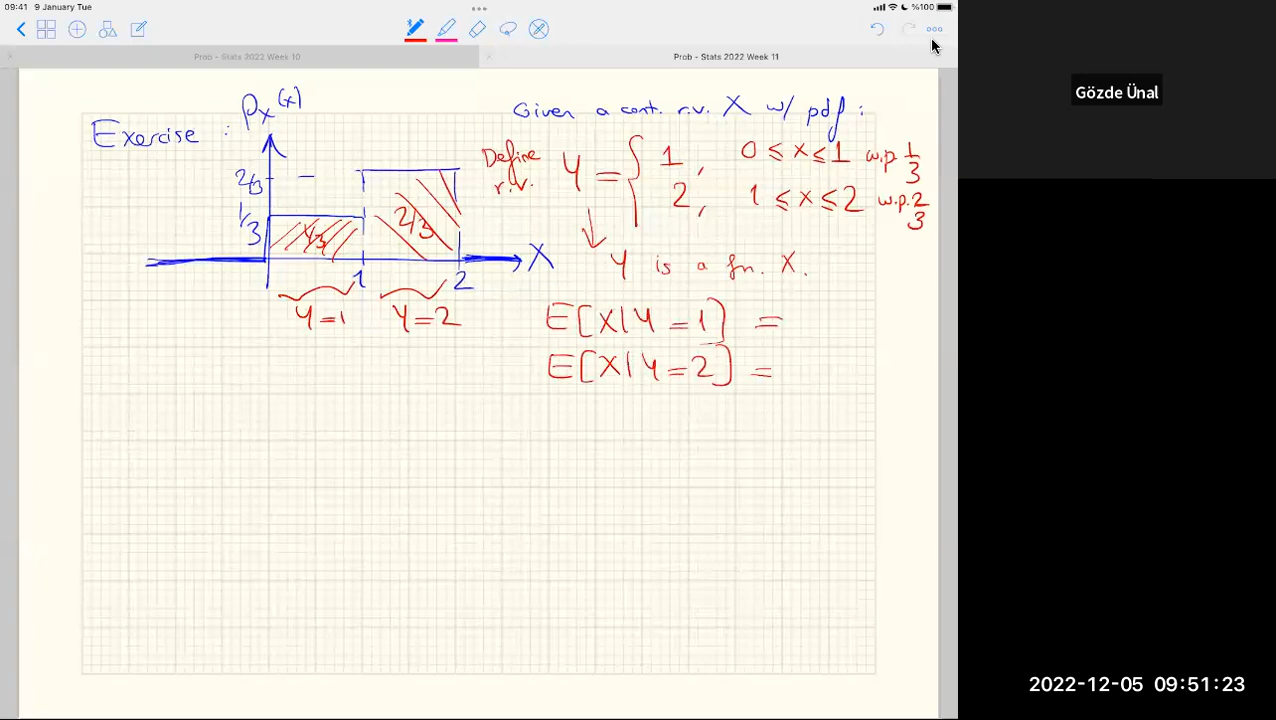 09:41 9 January Tue
%100
Prob - Stats 2022 Week 10
Prob - Stats 2022 Week 11
Gözde Ünal
Exercise :
Px(x)
2/3
1/3
1/3
2/3
X
1
2
Y=1
Y=2
Given a cont. r.v. X w/ pdf :
Define r.v. Y = { 1, 0 ≤ x ≤ 1 w.p. 1/3
2, 1 ≤ x ≤ 2 w.p. 2/3
Y is a fn. X.
E[X|Y=1] =
E[X|Y=2] =
2022-12-05 09:51:23